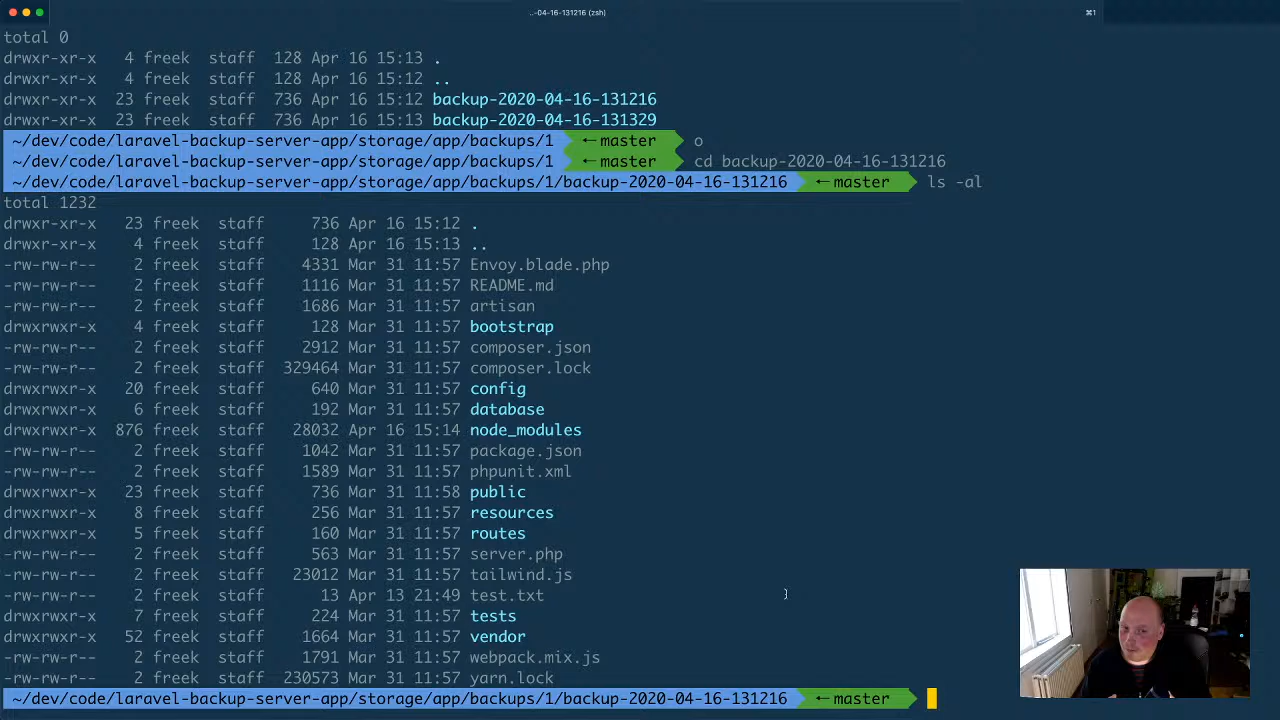 ..-04-16-131216 (zsh) ⌘1
total 0
drwxr-xr-x 4 freek staff 128 Apr 16 15:13 .
drwxr-xr-x 4 freek staff 128 Apr 16 15:12 ..
drwxr-xr-x 23 freek staff 736 Apr 16 15:12 backup-2020-04-16-131216
drwxr-xr-x 23 freek staff 736 Apr 16 15:13 backup-2020-04-16-131329
~/dev/code/laravel-backup-server-app/storage/app/backups/1 ←master o
~/dev/code/laravel-backup-server-app/storage/app/backups/1 ←master cd backup-2020-04-16-131216
~/dev/code/laravel-backup-server-app/storage/app/backups/1/backup-2020-04-16-131216 ←master ls -al
total 1232
drwxr-xr-x 23 freek staff 736 Apr 16 15:12 .
drwxr-xr-x 4 freek staff 128 Apr 16 15:13 ..
-rw-rw-r-- 2 freek staff 4331 Mar 31 11:57 Envoy.blade.php
-rw-rw-r-- 2 freek staff 1116 Mar 31 11:57 README.md
-rw-rw-r-- 2 freek staff 1686 Mar 31 11:57 artisan
drwxrwxr-x 4 freek staff 128 Mar 31 11:57 bootstrap
-rw-rw-r-- 2 freek staff 2912 Mar 31 11:57 composer.json
-rw-rw-r-- 2 freek staff 329464 Mar 31 11:57 composer.lock
drwxrwxr-x 20 freek staff 640 Mar 31 11:57 config
drwxrwxr-x 6 freek staff 192 Mar 31 11:57 database
drwxrwxr-x 876 freek staff 28032 Apr 16 15:14 node_modules
-rw-rw-r-- 2 freek staff 1042 Mar 31 11:57 package.json
-rw-rw-r-- 2 freek staff 1589 Mar 31 11:57 phpunit.xml
drwxrwxr-x 23 freek staff 736 Mar 31 11:58 public
drwxrwxr-x 8 freek staff 256 Mar 31 11:57 resources
drwxrwxr-x 5 freek staff 160 Mar 31 11:57 routes
-rw-rw-r-- 2 freek staff 563 Mar 31 11:57 server.php
-rw-rw-r-- 2 freek staff 23012 Mar 31 11:57 tailwind.js
-rw-rw-r-- 2 freek staff 13 Apr 13 21:49 test.txt
drwxrwxr-x 7 freek staff 224 Mar 31 11:57 tests
drwxrwxr-x 52 freek staff 1664 Mar 31 11:57 vendor
-rw-rw-r-- 2 freek staff 1791 Mar 31 11:57 webpack.mix.js
-rw-rw-r-- 2 freek staff 230573 Mar 31 11:57 yarn.lock
~/dev/code/laravel-backup-server-app/storage/app/backups/1/backup-2020-04-16-131216 ←master